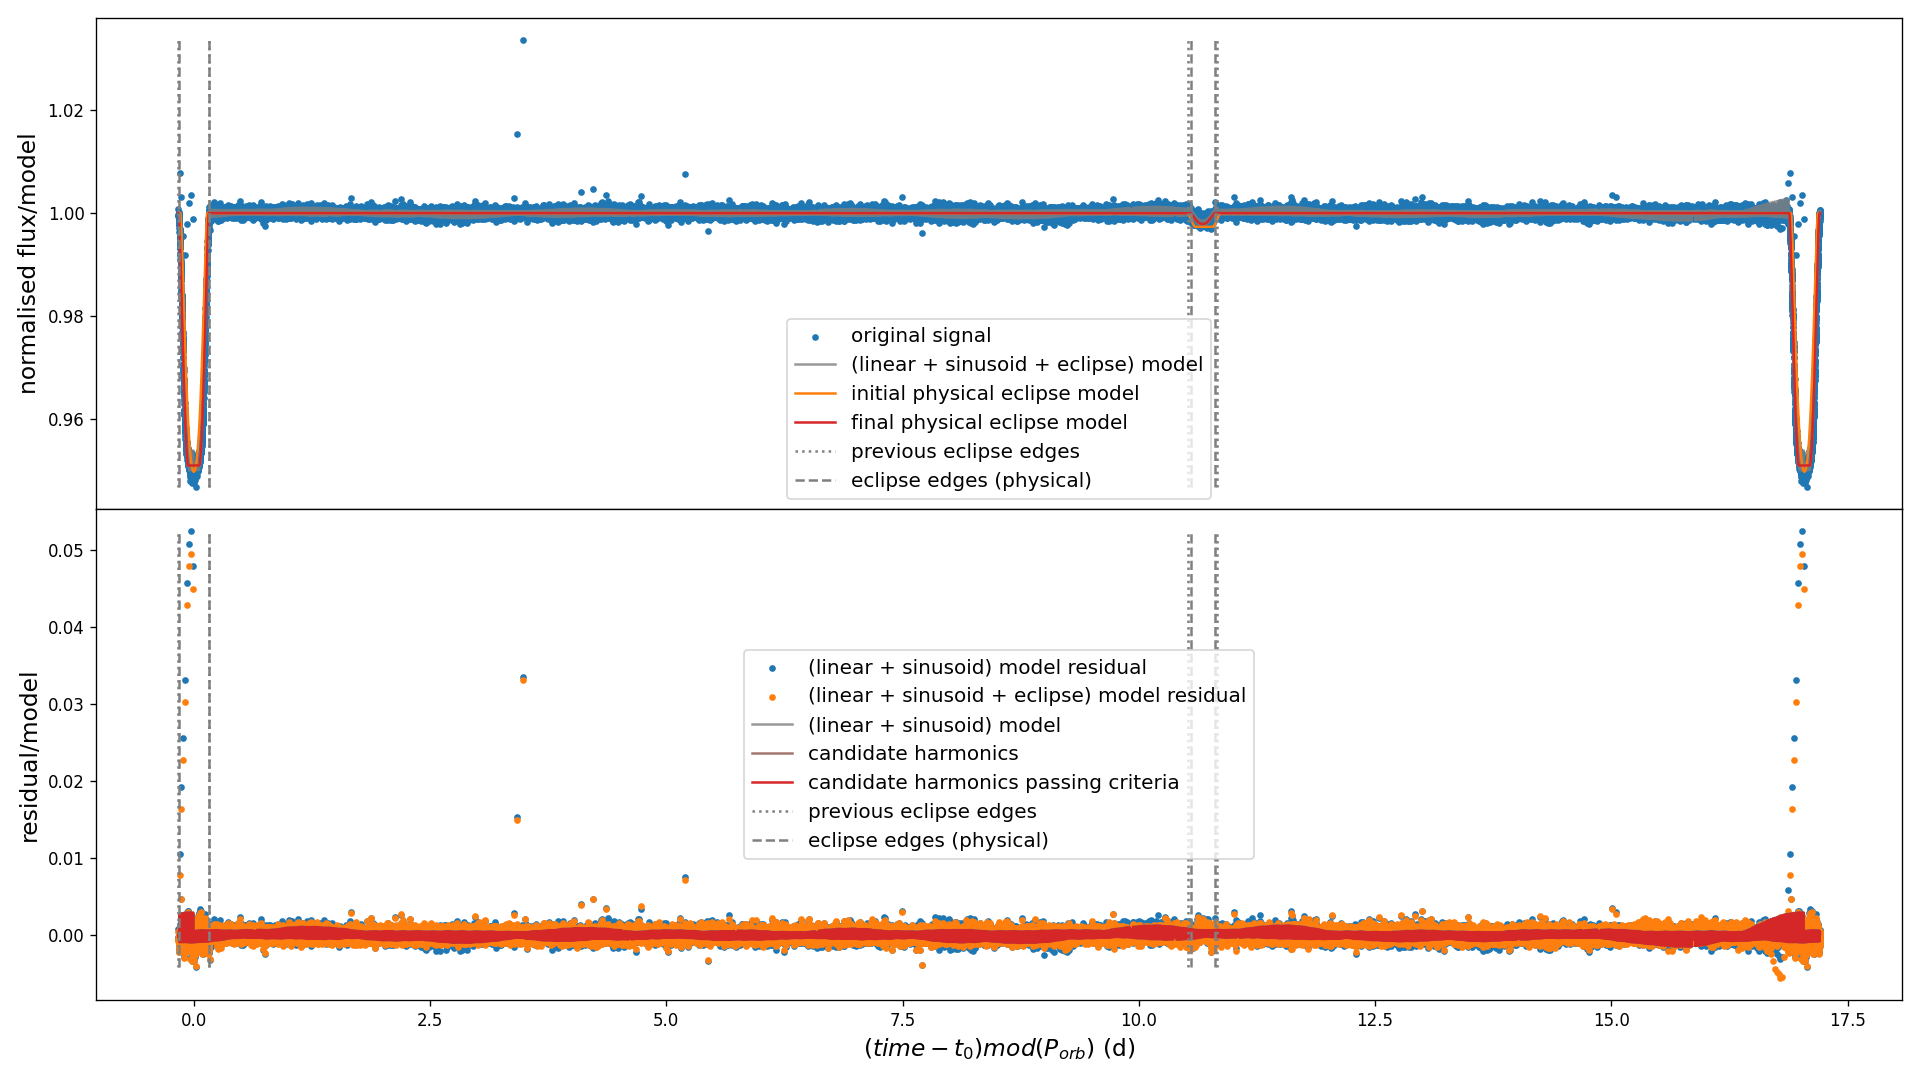 normalised flux/model
1.02
1.00
0.98
0.96
original signal
(linear + sinusoid + eclipse) model
initial physical eclipse model
final physical eclipse model
previous eclipse edges
eclipse edges (physical)
residual/model
0.05
0.04
0.03
0.02
0.01
0.00
(linear + sinusoid) model residual
(linear + sinusoid + eclipse) model residual
(linear + sinusoid) model
candidate harmonics
candidate harmonics passing criteria
previous eclipse edges
eclipse edges (physical)
0.0 2.5 5.0 7.5 10.0 12.5 15.0 17.5
(time − t₀)mod(P_orb) (d)